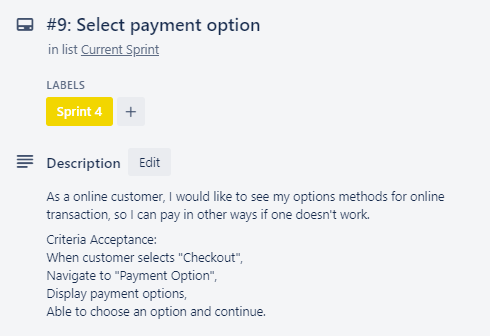 #9: Select payment option
in list Current Sprint
LABELS
Sprint 4 +
Description Edit
As a online customer, I would like to see my options methods for online
transaction, so I can pay in other ways if one doesn't work.
Criteria Acceptance:
When customer selects "Checkout",
Navigate to "Payment Option",
Display payment options,
Able to choose an option and continue.